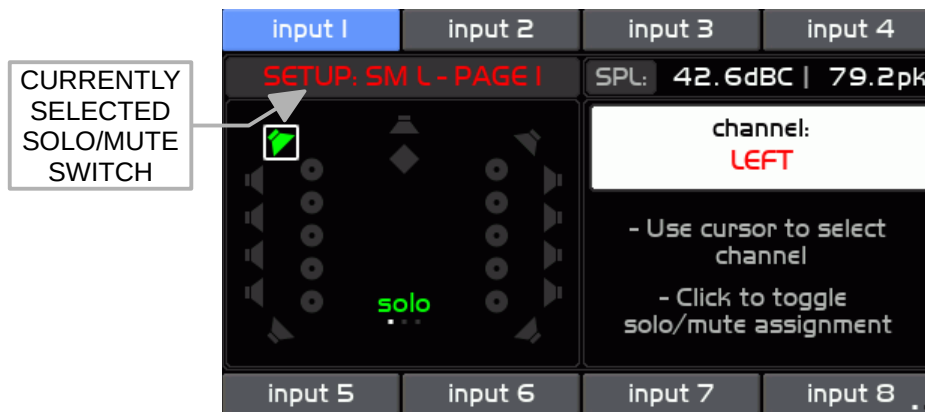 input 1
input 2
input 3
input 4
SETUP: SM L - PAGE 1
SPL: 42.6dBC | 79.2pk
CURRENTLY
SELECTED
SOLO/MUTE
SWITCH
channel:
LEFT
- Use cursor to select
channel
- Click to toggle
solo/mute assignment
solo
input 5
input 6
input 7
input 8